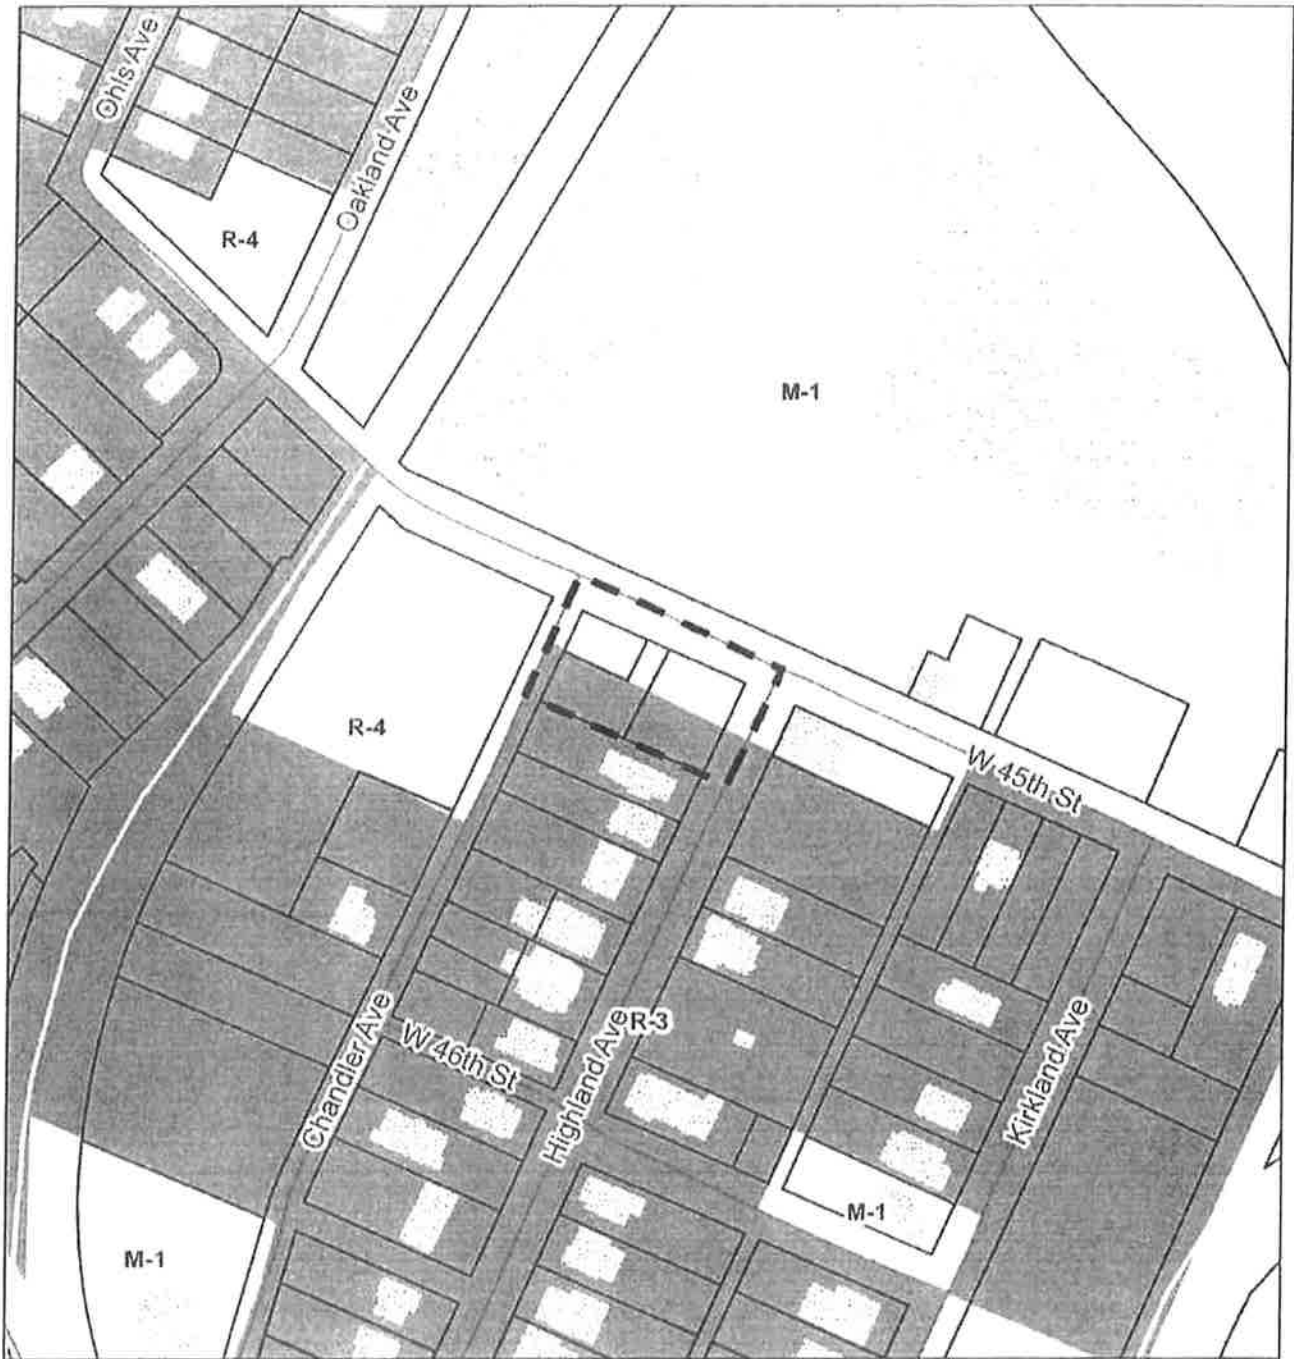 Ohls Ave
Oakland Ave
R-4
M-1
R-4
W 45th St
R-3
Chandler Ave
W 46th St
Highland Ave
Kirkland Ave
M-1
M-1